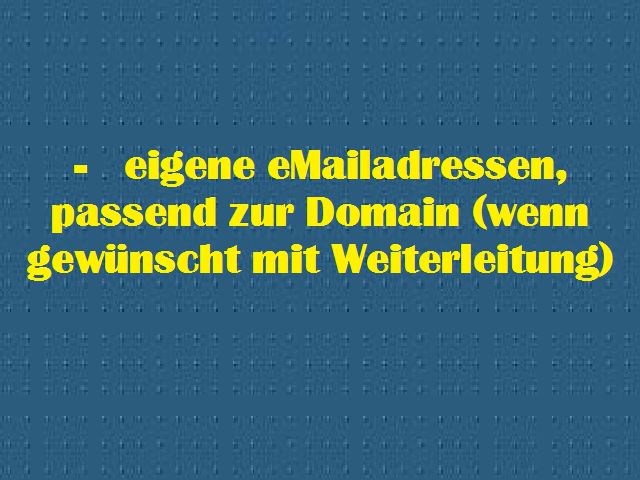 - eigene eMailadressen,
passend zur Domain (wenn
gewünscht mit Weiterleitung)